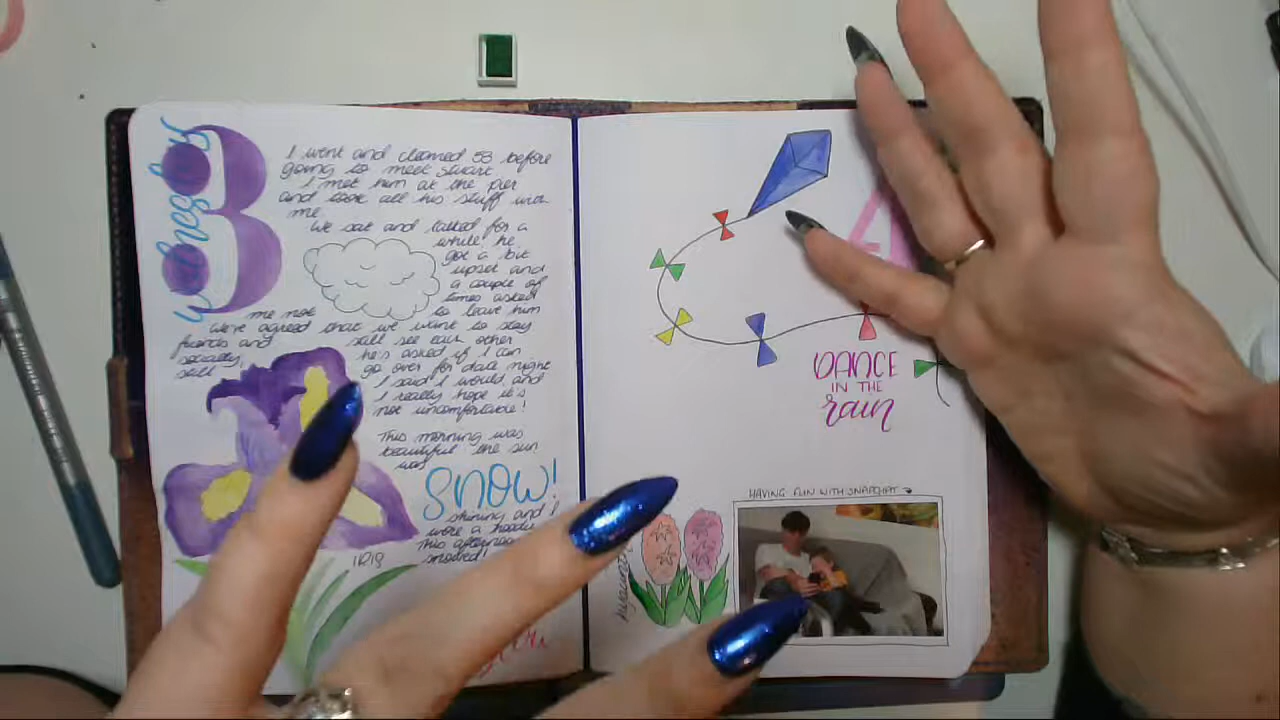 Wednesday
I went and cleaned 53 before
going to meet Stuart
I met him at the pier
and took all his stuff with
me.
We sat and talked for a
while he
got a bit
upset and
a couple of
times asked
me not to leave him
We've agreed that we want to stay
friends and still see each other
socially, he's asked if I can
still go over for date night
I said I would, and
I really hope it's
not uncomfortable!
This morning was
beautiful the sun
was
SNOW!
shining and I
wore a hoodie
This afternoon
snowed!
IRIS
DANCE
IN THE
rain
HAVING FUN WITH SNAPCHAT